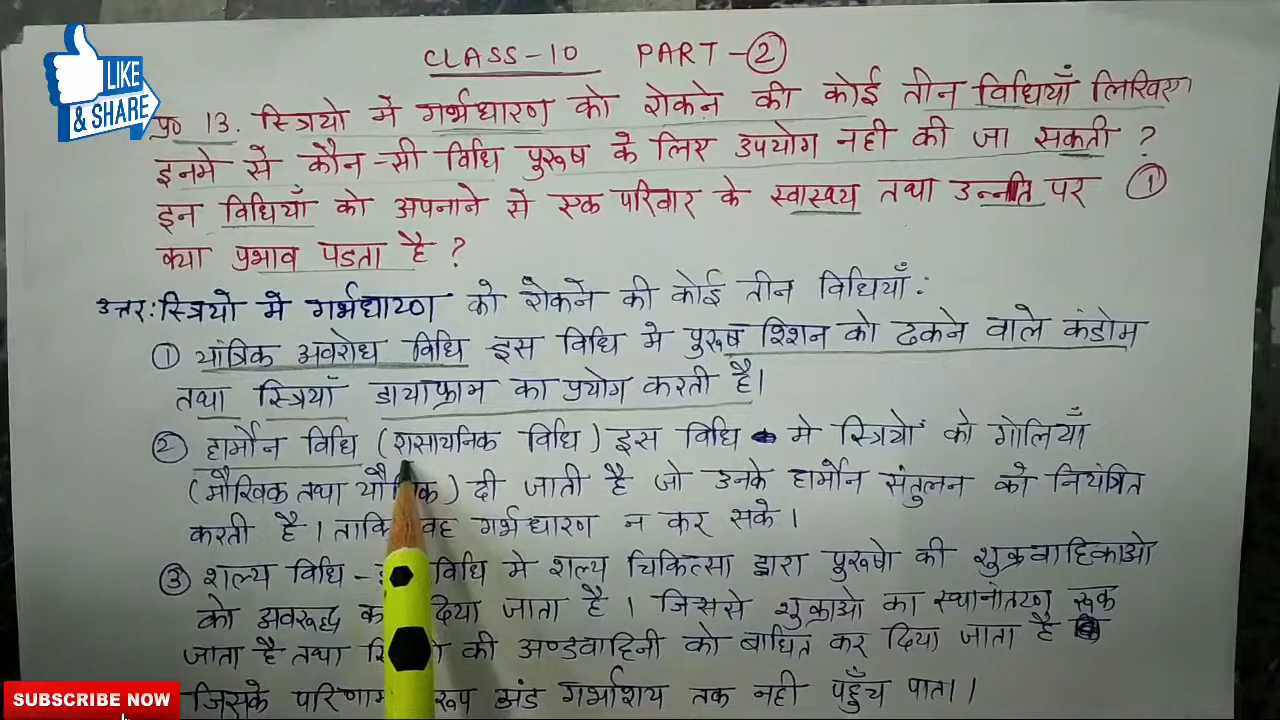 LIKE
& SHARE
CLASS-10 PART-②
प्र० 13. स्त्रियो में गर्भधारण को रोकने की कोई तीन विधियाँ लिखिए
इनमे से कौन-सी विधि पुरूष के लिए उपयोग नही की जा सकती ?
इन विधियाँ को अपनाने से एक परिवार के स्वास्थ्य तथा उन्नति पर ①
क्या प्रभाव पडता है ?
उत्तर: स्त्रियो मे गर्भधारण को रोकने की कोई तीन विधियाँ :
① यांत्रिक अवरोध विधि इस विधि मे पुरूष शिशन को ढकने वाले कंडोम
तथा स्त्रियाँ डायाफ्राम का प्रयोग करती है।
② हार्मोन विधि (रासायनिक विधि) इस विधि मे स्त्रियों को गोलियाँ
(मौखिक तथा) दी जाती है जो उनके हार्मोन संतुलन को नियंत्रित
करती है। ताकि वह गर्भधारण न कर सके।
③ शल्य विधि - विधि मे शल्य चिकित्सा द्वारा पुरूषो की शुक्रवाहिकाओ
को अवरूद्ध दिया जाता है। जिससे शुक्राओ का स्थानांतरण रूक
जाता है तथा की अण्डवाहिनी को बाधित कर दिया जाता है
जिसके अंड गर्भाशय तक नही पहुँच पाता।
SUBSCRIBE NOW